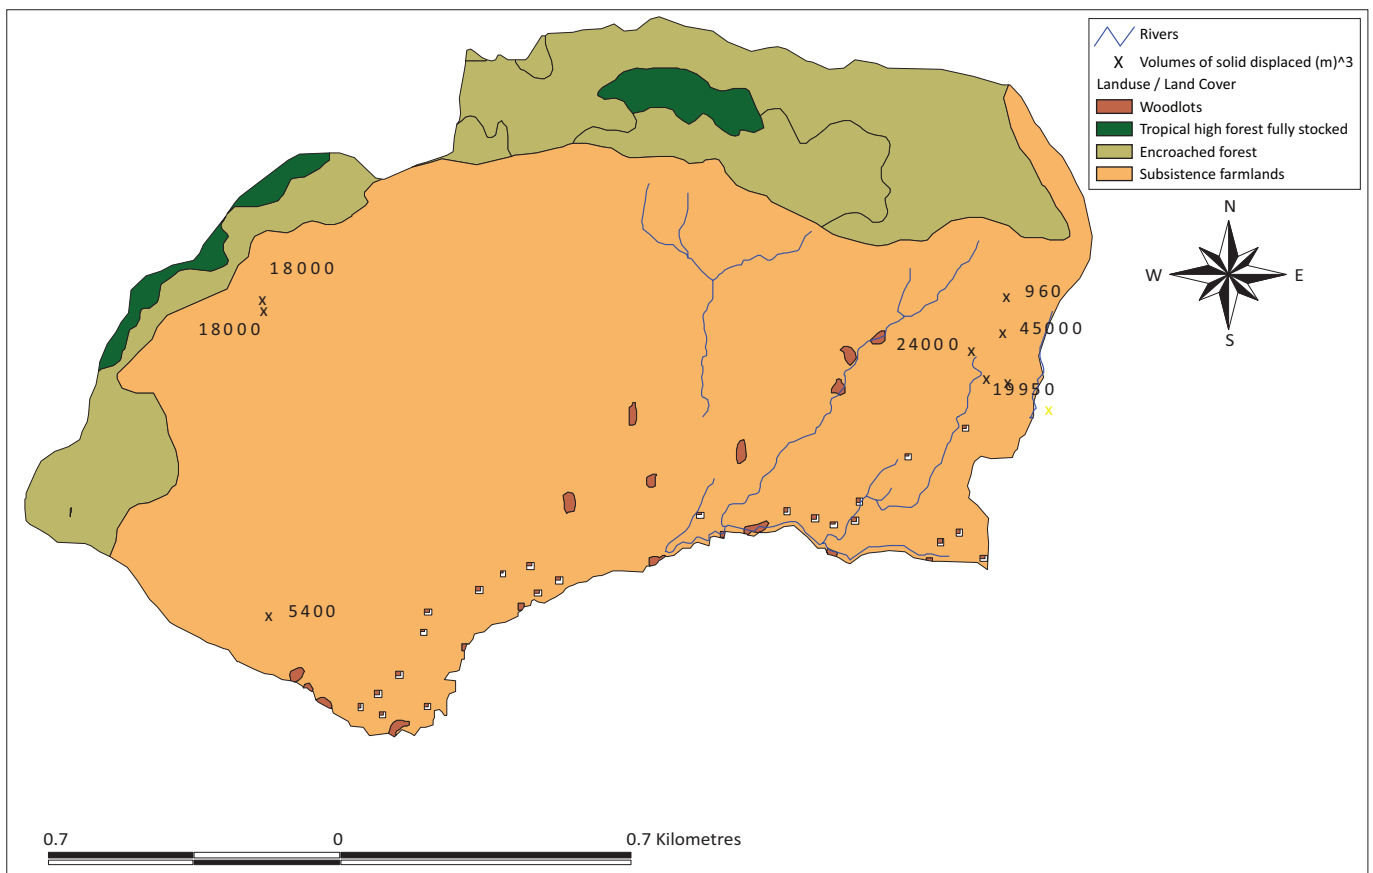 Rivers
X Volumes of solid displaced (m)^3
Landuse / Land Cover
Woodlots
Tropical high forest fully stocked
Encroached forest
Subsistence farmlands
N
W E
S
18000
18000
960
45000
24000
19950
5400
0.7 0 0.7 Kilometres